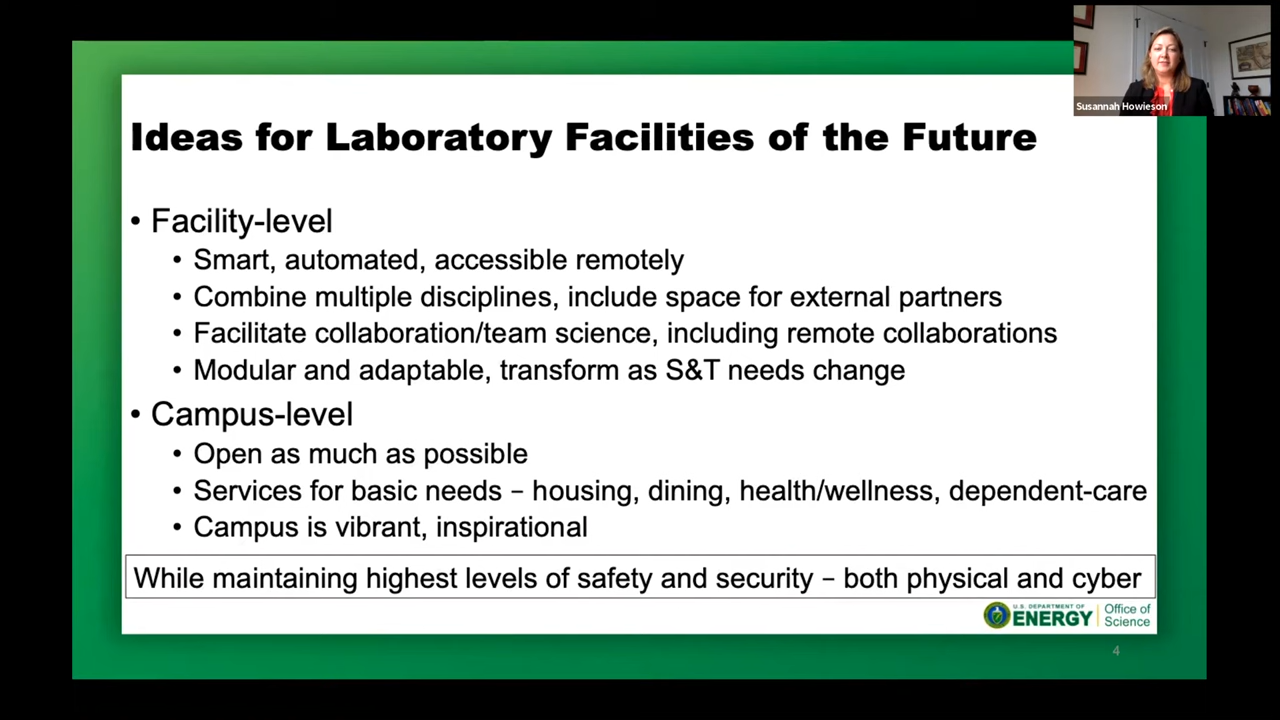 Susannah Howieson
Ideas for Laboratory Facilities of the Future
• Facility-level
• Smart, automated, accessible remotely
• Combine multiple disciplines, include space for external partners
• Facilitate collaboration/team science, including remote collaborations
• Modular and adaptable, transform as S&T needs change
• Campus-level
• Open as much as possible
• Services for basic needs – housing, dining, health/wellness, dependent-care
• Campus is vibrant, inspirational
While maintaining highest levels of safety and security – both physical and cyber
U.S. DEPARTMENT OF
ENERGY
Office of
Science
4